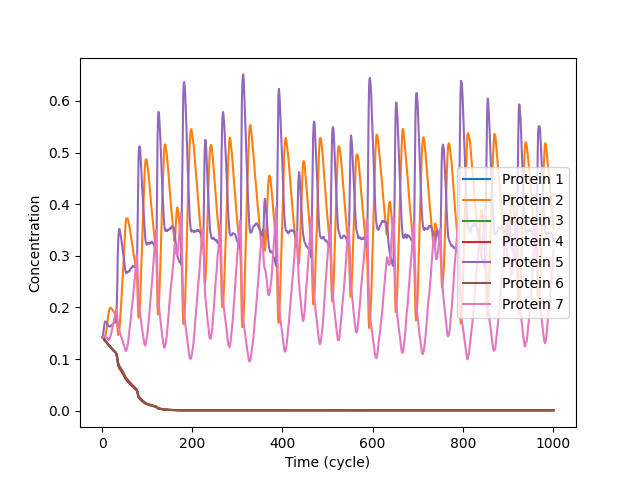 0.6
0.5
0.4
0.3
0.2
0.1
0.0
Concentration
0
200
400
600
800
1000
Time (cycle)
Protein 1
Protein 2
Protein 3
Protein 4
Protein 5
Protein 6
Protein 7